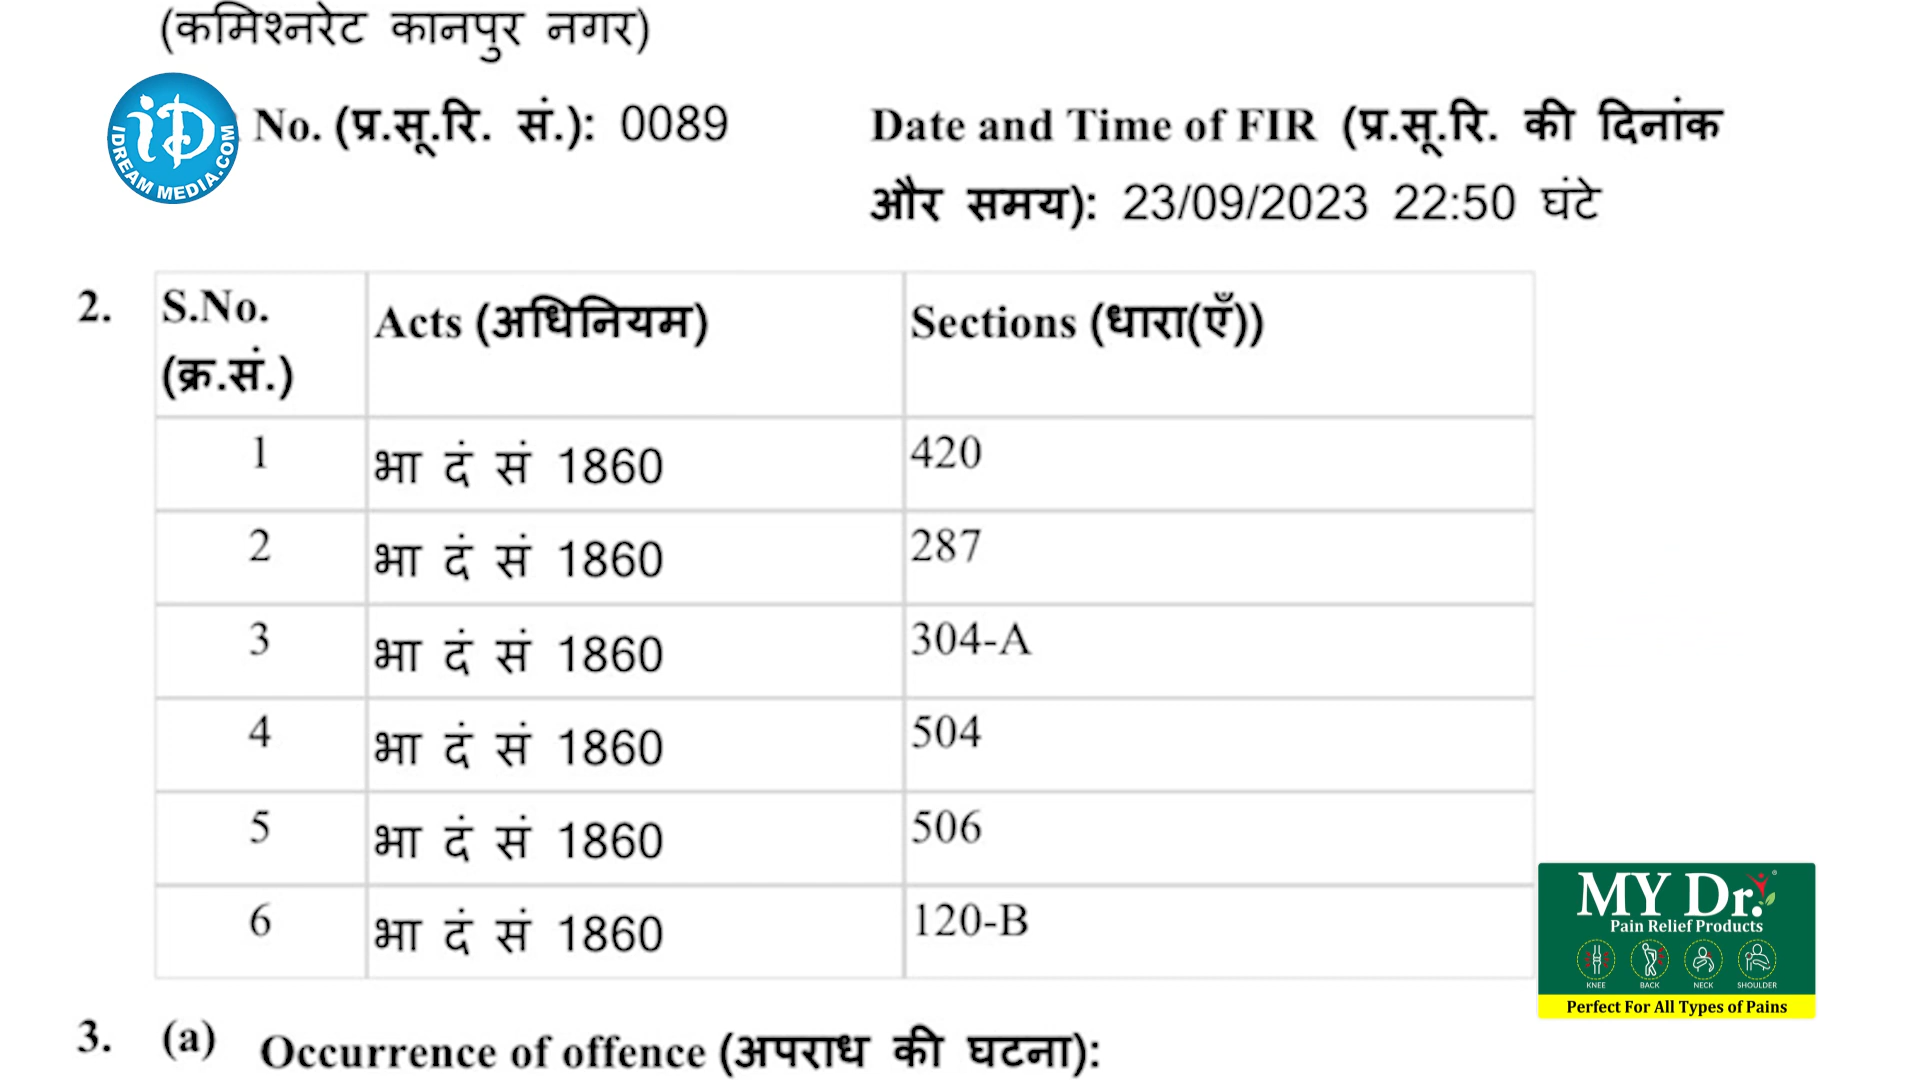 (कमिश्नरेट कानपुर नगर)
No. (प्र.सू.रि. सं.): 0089
Date and Time of FIR (प्र.सू.रि. की दिनांक
और समय): 23/09/2023 22:50 घंटे
iD
IDREAM MEDIA.COM
2.
S.No. (क्र.सं.) Acts (अधिनियम) Sections (धारा(एँ))
1 भा दं सं 1860 420
2 भा दं सं 1860 287
3 भा दं सं 1860 304-A
4 भा दं सं 1860 504
5 भा दं सं 1860 506
6 भा दं सं 1860 120-B
3. (a) Occurrence of offence (अपराध की घटना):
MY Dr.
Pain Relief Products
KNEE BACK NECK SHOULDER
Perfect For All Types of Pains